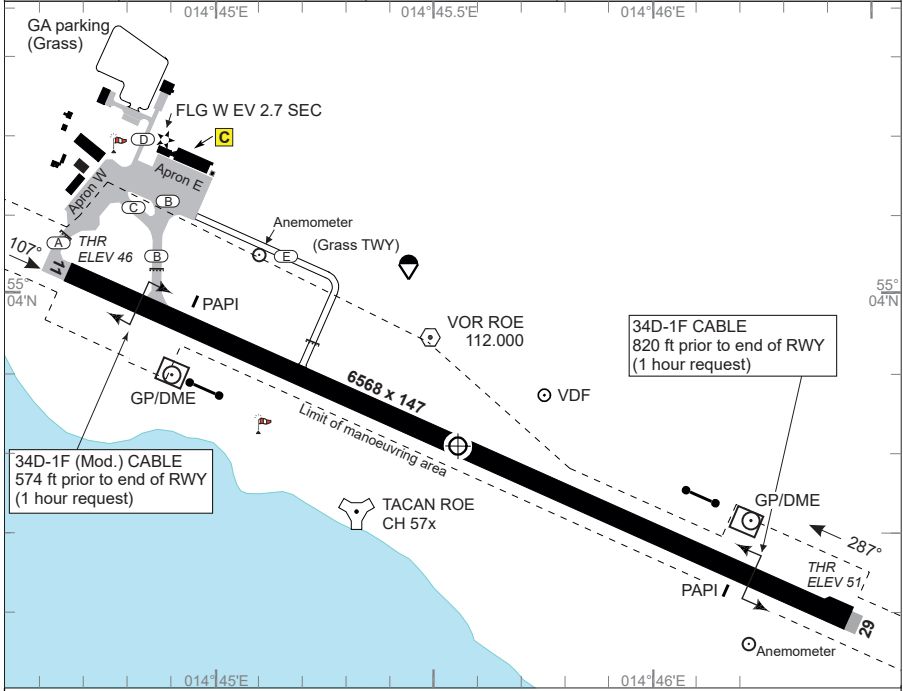 014°45'E
014°45.5'E
014°46'E
GA parking
(Grass)
FLG W EV 2.7 SEC
C
D
Apron E
Apron W
C
B
A
THR
ELEV 46
B
Anemometer
(Grass TWY)
E
107°
11
55°
04'N
55°
04'N
PAPI
VOR ROE
112.000
34D-1F CABLE
820 ft prior to end of RWY
(1 hour request)
GP/DME
6568 x 147
VDF
Limit of manoeuvring area
34D-1F (Mod.) CABLE
574 ft prior to end of RWY
(1 hour request)
TACAN ROE
CH 57x
GP/DME
287°
THR
ELEV 51
PAPI
29
Anemometer
014°45'E
014°46'E